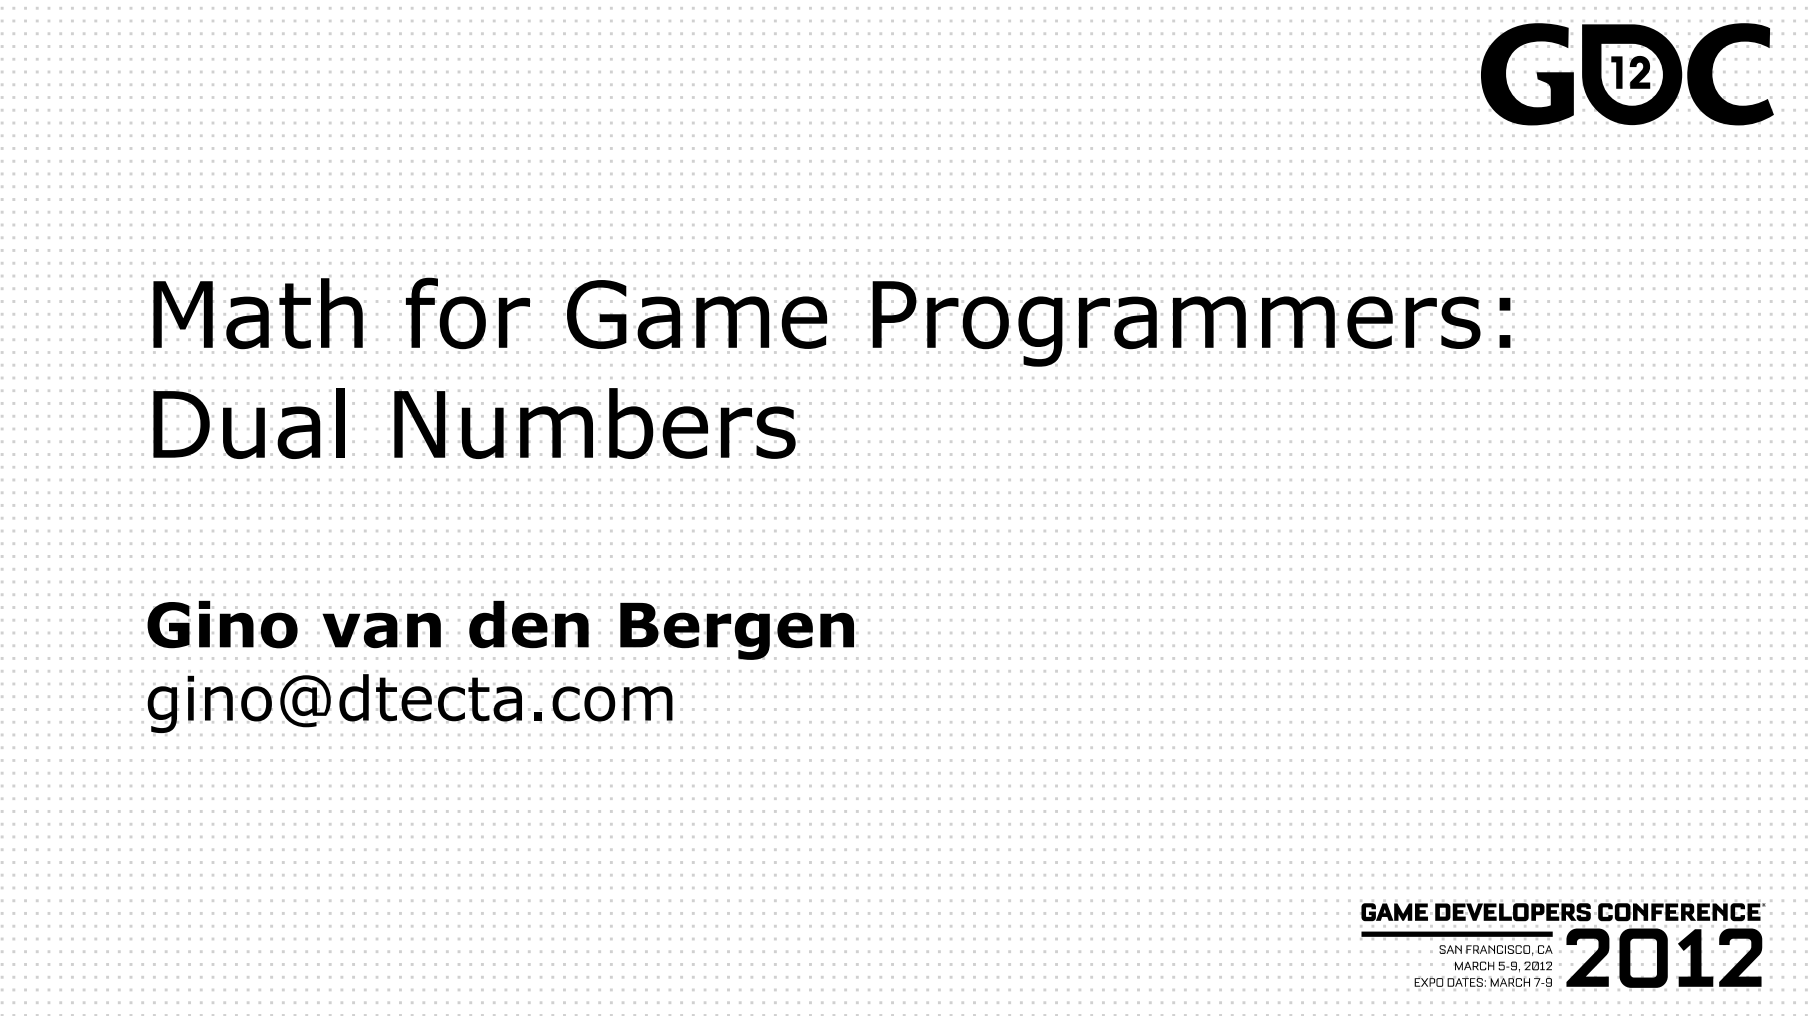 GDC
12
Math for Game Programmers:
Dual Numbers
Gino van den Bergen
gino@dtecta.com
GAME DEVELOPERS CONFERENCE
SAN FRANCISCO, CA
MARCH 5-9, 2012
EXPO DATES: MARCH 7-9
2012